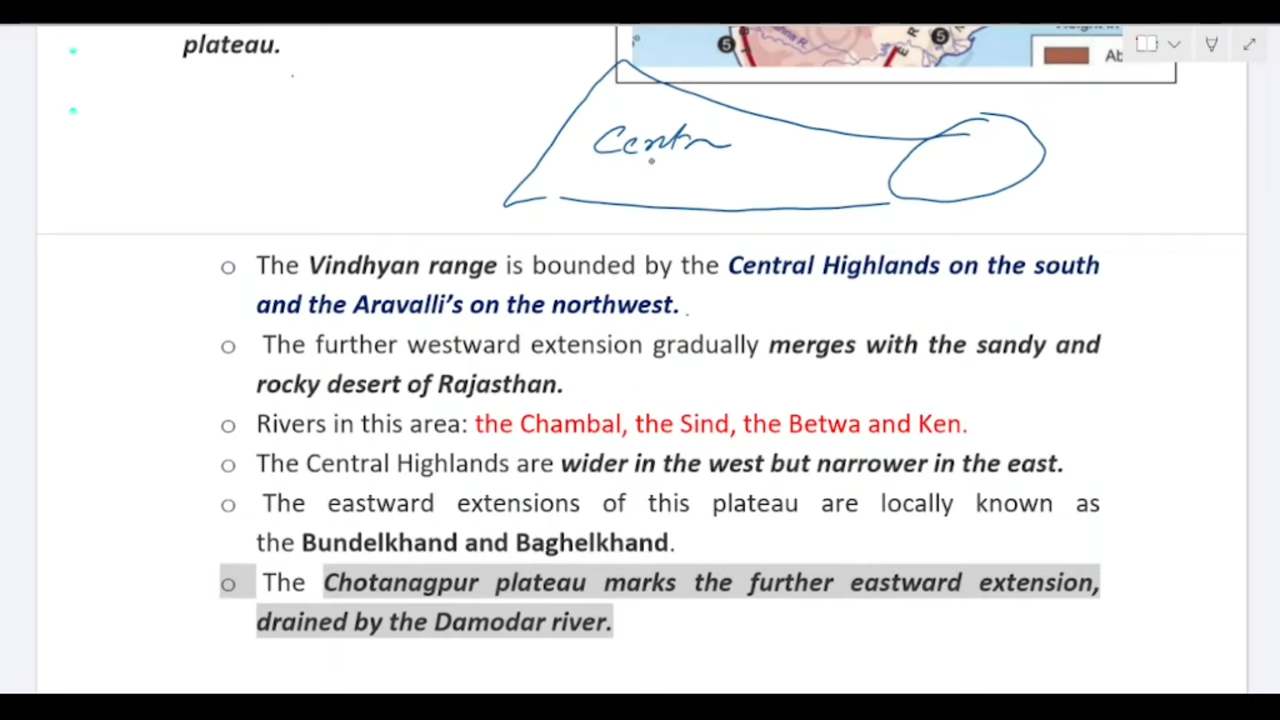 plateau.
5
5
E
R
Ab
Centr
o The Vindhyan range is bounded by the Central Highlands on the south
and the Aravalli’s on the northwest.
o The further westward extension gradually merges with the sandy and
rocky desert of Rajasthan.
o Rivers in this area: the Chambal, the Sind, the Betwa and Ken.
o The Central Highlands are wider in the west but narrower in the east.
o The eastward extensions of this plateau are locally known as
the Bundelkhand and Baghelkhand.
o The Chotanagpur plateau marks the further eastward extension,
drained by the Damodar river.